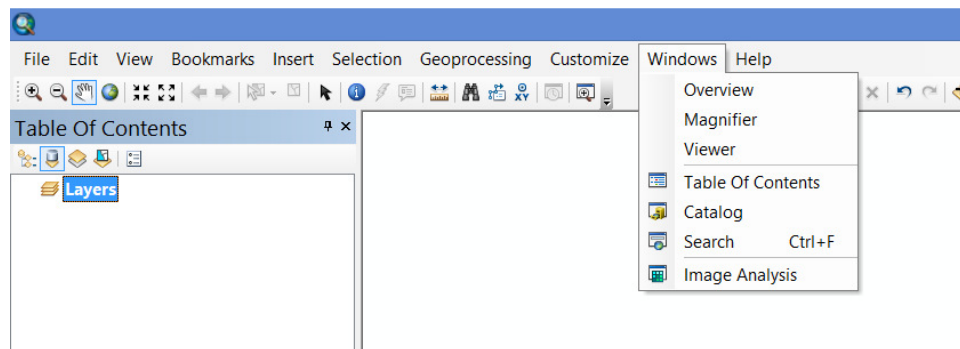 File Edit View Bookmarks Insert Selection Geoprocessing Customize Windows Help
Overview
Magnifier
Viewer
Table Of Contents
Catalog
Search Ctrl+F
Image Analysis
Table Of Contents
Layers